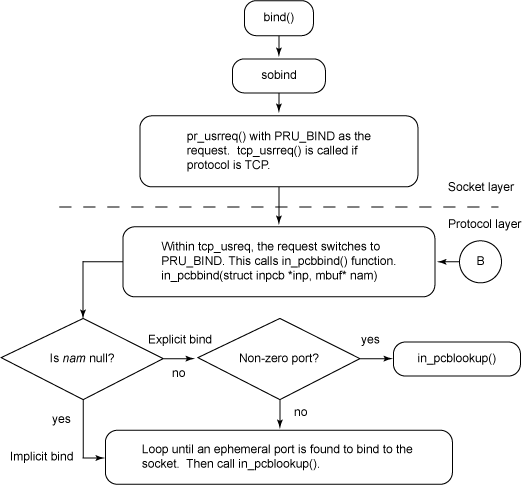 bind()
sobind
pr_usrreq() with PRU_BIND as the
request.  tcp_usrreq() is called if
protocol is TCP.
Socket layer
Protocol layer
Within tcp_usreq, the request switches to
PRU_BIND. This calls in_pcbbind() function.
in_pcbbind(struct inpcb *inp, mbuf* nam)
B
Is nam null?
Explicit bind
no
Non-zero port?
yes
in_pcblookup()
yes
no
Implicit bind
Loop until an ephemeral port is found to bind to the
socket.  Then call in_pcblookup().